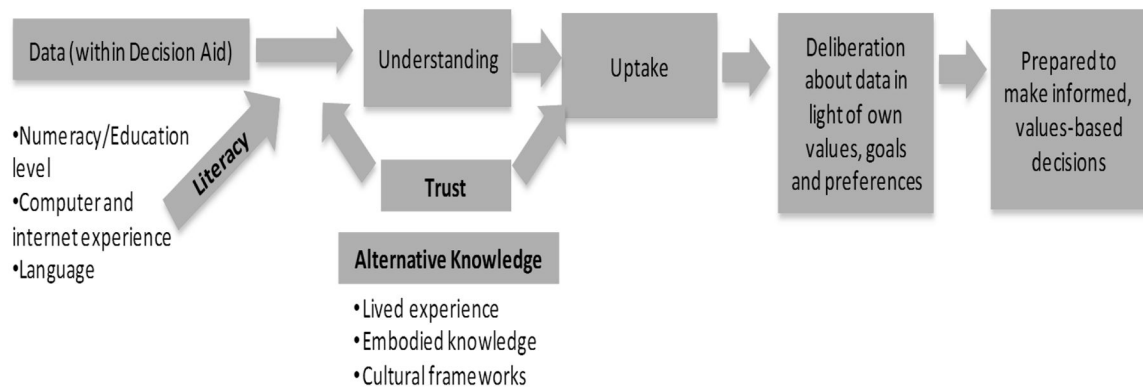 Data (within Decision Aid)
•Numeracy/Education
level
•Computer and
internet experience
•Language
Literacy
Understanding
Trust
Alternative Knowledge
•Lived experience
•Embodied knowledge
•Cultural frameworks
Uptake
Deliberation
about data in
light of own
values, goals
and preferences
Prepared to
make informed,
values-based
decisions